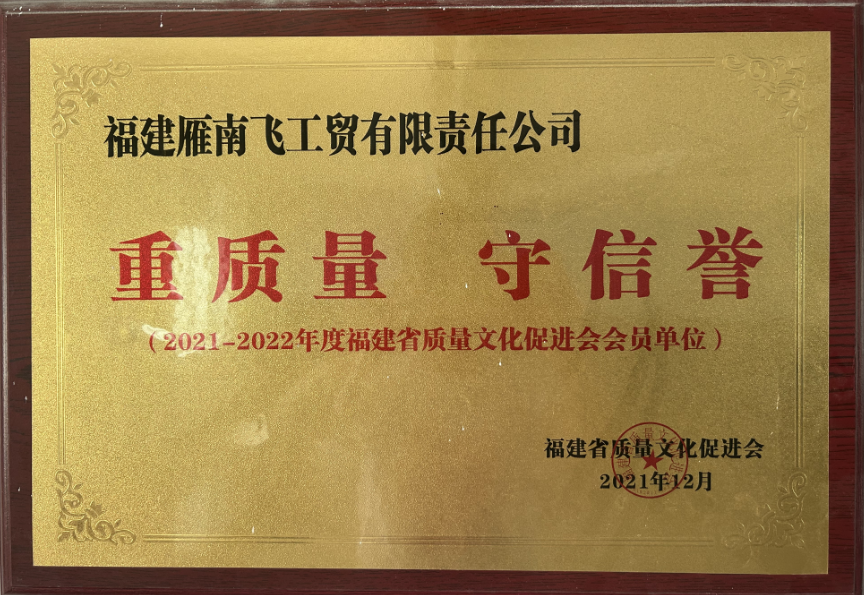 福建雁南飞工贸有限责任公司
重质量 守信誉
（2021-2022年度福建省质量文化促进会会员单位）
福建省质量文化促进会
2021年12月